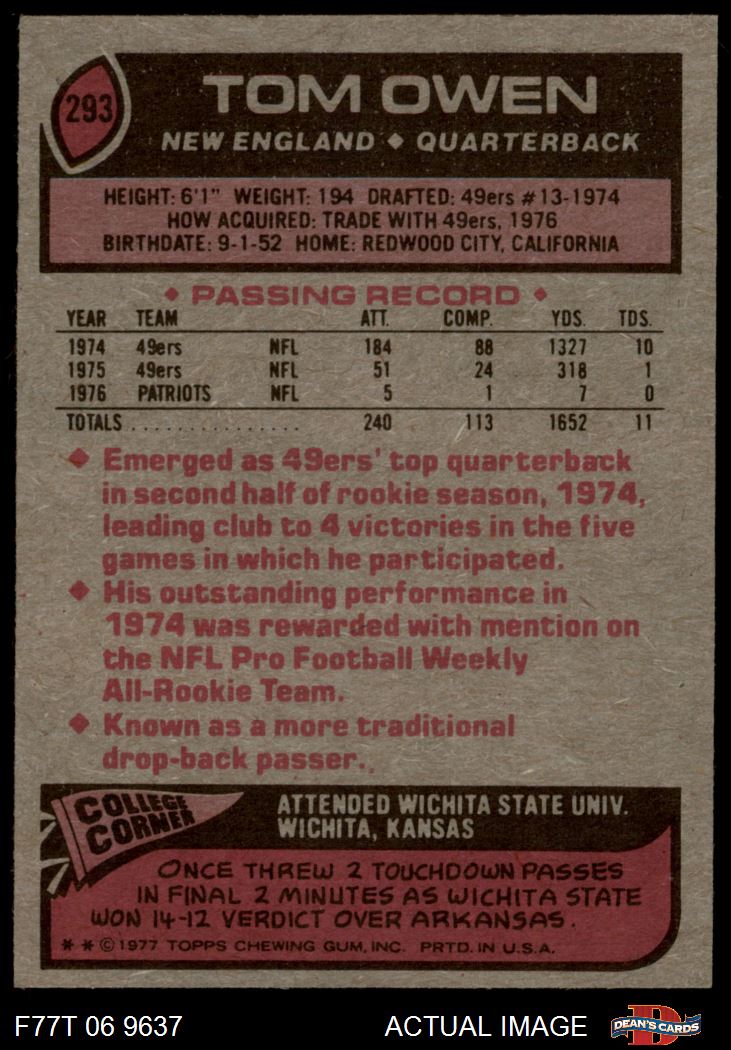 293
TOM OWEN
NEW ENGLAND ◆ QUARTERBACK
HEIGHT: 6'1" WEIGHT: 194 DRAFTED: 49ers #13-1974
HOW ACQUIRED: TRADE WITH 49ers, 1976
BIRTHDATE: 9-1-52 HOME: REDWOOD CITY, CALIFORNIA
◆ PASSING RECORD ◆
YEAR TEAM ATT. COMP. YDS. TDS.
1974 49ers NFL 184 88 1327 10
1975 49ers NFL 51 24 318 1
1976 PATRIOTS NFL 5 1 7 0
TOTALS ............... 240 113 1652 11
◆ Emerged as 49ers' top quarterback
in second half of rookie season, 1974,
leading club to 4 victories in the five
games in which he participated.
◆ His outstanding performance in
1974 was rewarded with mention on
the NFL Pro Football Weekly
All-Rookie Team.
◆ Known as a more traditional
drop-back passer.
COLLEGE
CORNER
ATTENDED WICHITA STATE UNIV.
WICHITA, KANSAS
ONCE THREW 2 TOUCHDOWN PASSES
IN FINAL 2 MINUTES AS WICHITA STATE
WON 14-12 VERDICT OVER ARKANSAS.
* * © 1977 TOPPS CHEWING GUM, INC. PRTD. IN U.S.A.
F77T 06 9637 ACTUAL IMAGE
D
DEAN'S CARDS